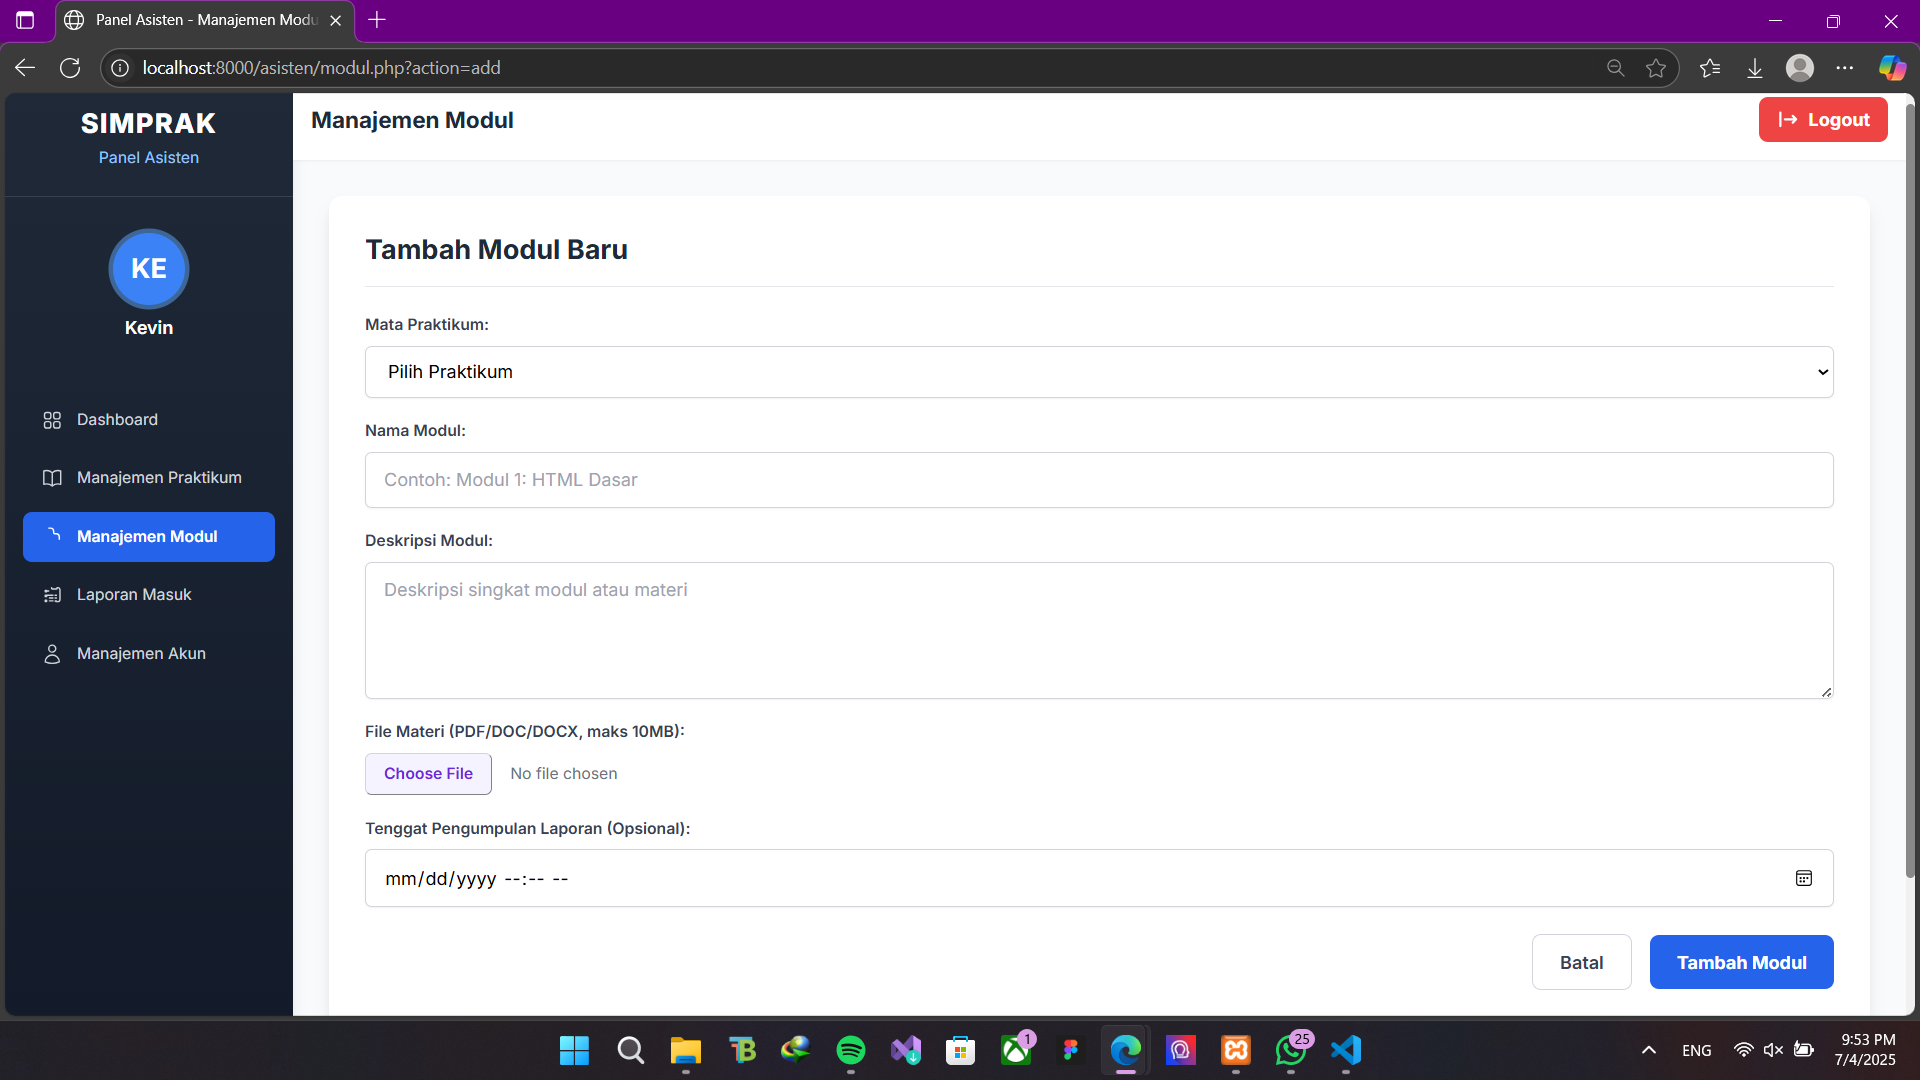 Panel Asisten - Manajemen Modu
localhost:8000/asisten/modul.php?action=add
SIMPRAK
Panel Asisten
KE
Kevin
Dashboard
Manajemen Praktikum
Manajemen Modul
Laporan Masuk
Manajemen Akun
Manajemen Modul
Logout
Tambah Modul Baru
Mata Praktikum:
Pilih Praktikum
Nama Modul:
Contoh: Modul 1: HTML Dasar
Deskripsi Modul:
Deskripsi singkat modul atau materi
File Materi (PDF/DOC/DOCX, maks 10MB):
Choose File No file chosen
Tenggat Pengumpulan Laporan (Opsional):
mm/dd/yyyy --:-- --
Batal
Tambah Modul
TB
1
25
ENG
9:53 PM
7/4/2025